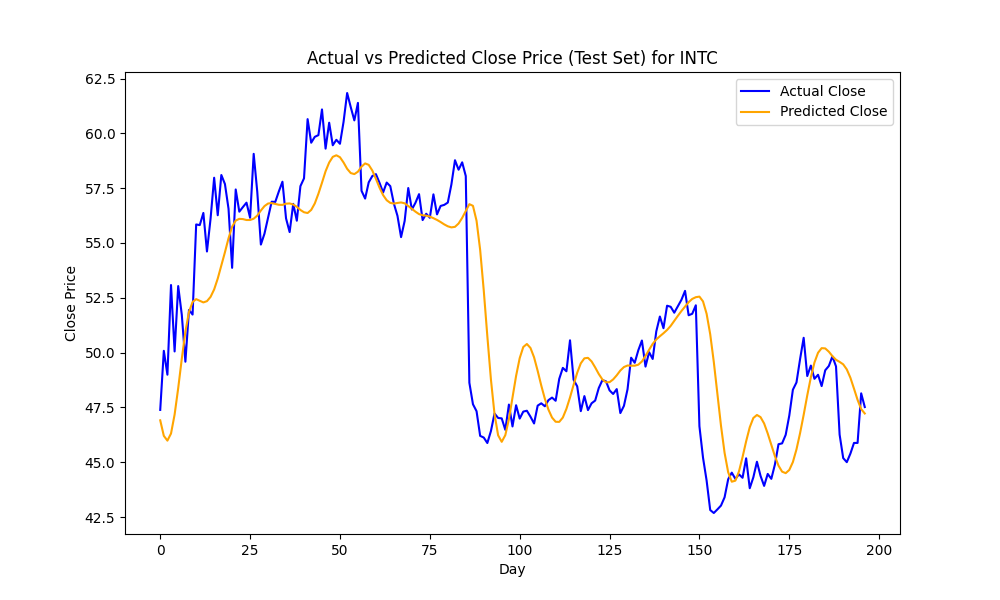 Actual vs Predicted Close Price (Test Set) for INTC
Actual Close
Predicted Close
Close Price
62.5
60.0
57.5
55.0
52.5
50.0
47.5
45.0
42.5
0 25 50 75 100 125 150 175 200
Day